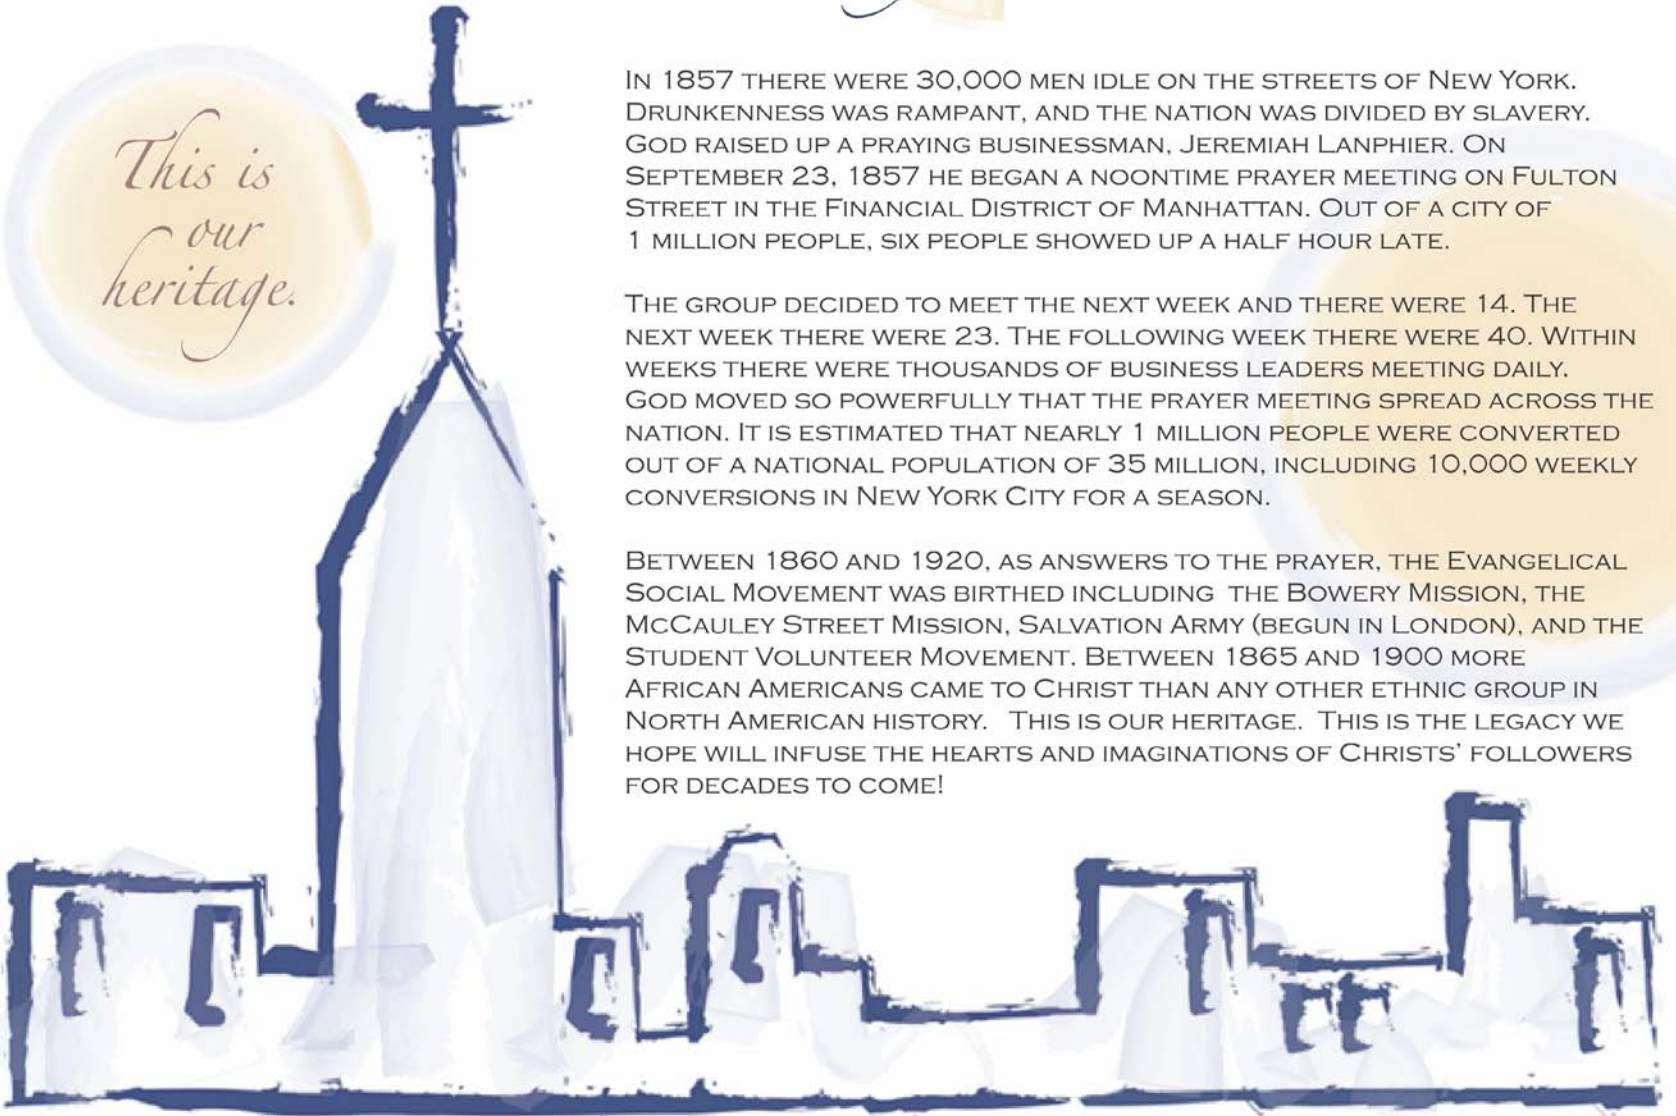 This is
our
heritage.
IN 1857 THERE WERE 30,000 MEN IDLE ON THE STREETS OF NEW YORK.
DRUNKENNESS WAS RAMPANT, AND THE NATION WAS DIVIDED BY SLAVERY.
GOD RAISED UP A PRAYING BUSINESSMAN, JEREMIAH LANPHIER. ON
SEPTEMBER 23, 1857 HE BEGAN A NOONTIME PRAYER MEETING ON FULTON
STREET IN THE FINANCIAL DISTRICT OF MANHATTAN. OUT OF A CITY OF
1 MILLION PEOPLE, SIX PEOPLE SHOWED UP A HALF HOUR LATE.
THE GROUP DECIDED TO MEET THE NEXT WEEK AND THERE WERE 14. THE
NEXT WEEK THERE WERE 23. THE FOLLOWING WEEK THERE WERE 40. WITHIN
WEEKS THERE WERE THOUSANDS OF BUSINESS LEADERS MEETING DAILY.
GOD MOVED SO POWERFULLY THAT THE PRAYER MEETING SPREAD ACROSS THE
NATION. IT IS ESTIMATED THAT NEARLY 1 MILLION PEOPLE WERE CONVERTED
OUT OF A NATIONAL POPULATION OF 35 MILLION, INCLUDING 10,000 WEEKLY
CONVERSIONS IN NEW YORK CITY FOR A SEASON.
BETWEEN 1860 AND 1920, AS ANSWERS TO THE PRAYER, THE EVANGELICAL
SOCIAL MOVEMENT WAS BIRTHED INCLUDING THE BOWERY MISSION, THE
MCCAULEY STREET MISSION, SALVATION ARMY (BEGUN IN LONDON), AND THE
STUDENT VOLUNTEER MOVEMENT. BETWEEN 1865 AND 1900 MORE
AFRICAN AMERICANS CAME TO CHRIST THAN ANY OTHER ETHNIC GROUP IN
NORTH AMERICAN HISTORY. THIS IS OUR HERITAGE. THIS IS THE LEGACY WE
HOPE WILL INFUSE THE HEARTS AND IMAGINATIONS OF CHRISTS' FOLLOWERS
FOR DECADES TO COME!